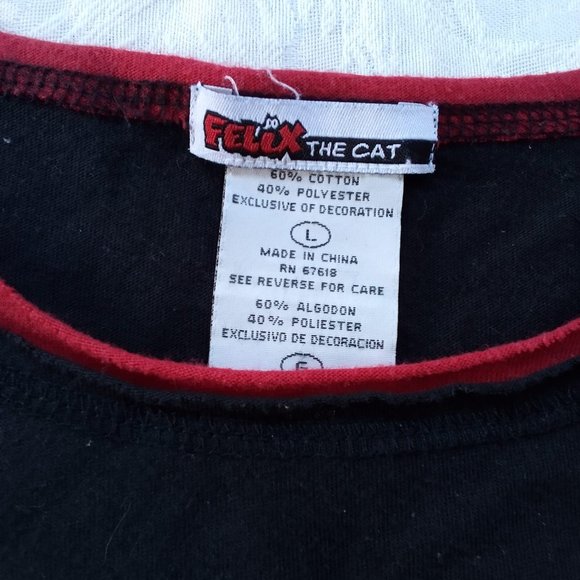 FELIX THE CAT
60% COTTON
40% POLYESTER
EXCLUSIVE OF DECORATION
L
MADE IN CHINA
RN 67618
SEE REVERSE FOR CARE
60% ALGODON
40% POLIESTER
EXCLUSIVO DE DECORACION